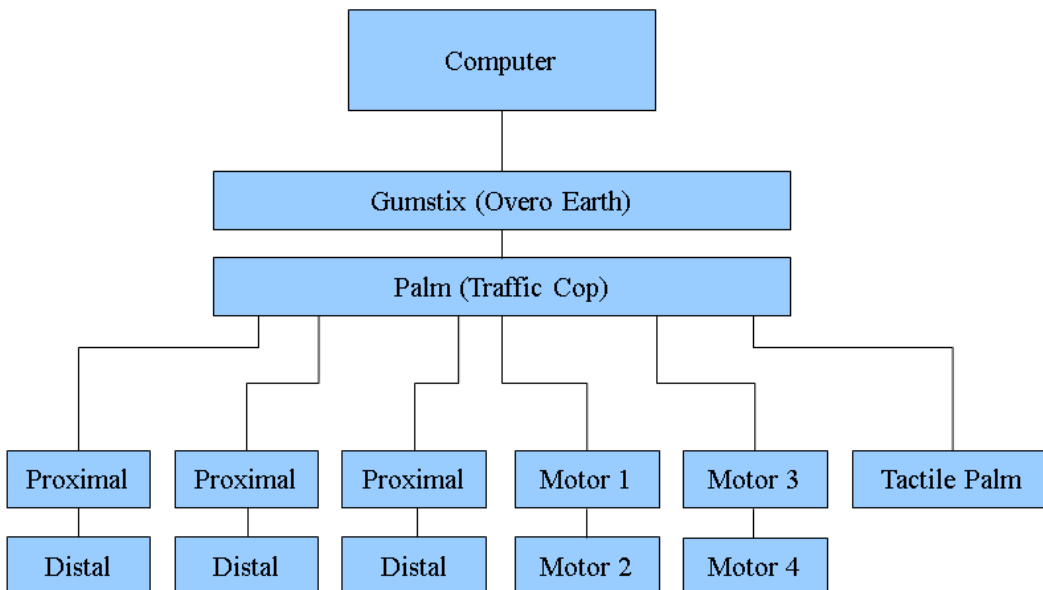 Computer
Gumstix (Overo Earth)
Palm (Traffic Cop)
Proximal
Proximal
Proximal
Motor 1
Motor 3
Tactile Palm
Distal
Distal
Distal
Motor 2
Motor 4